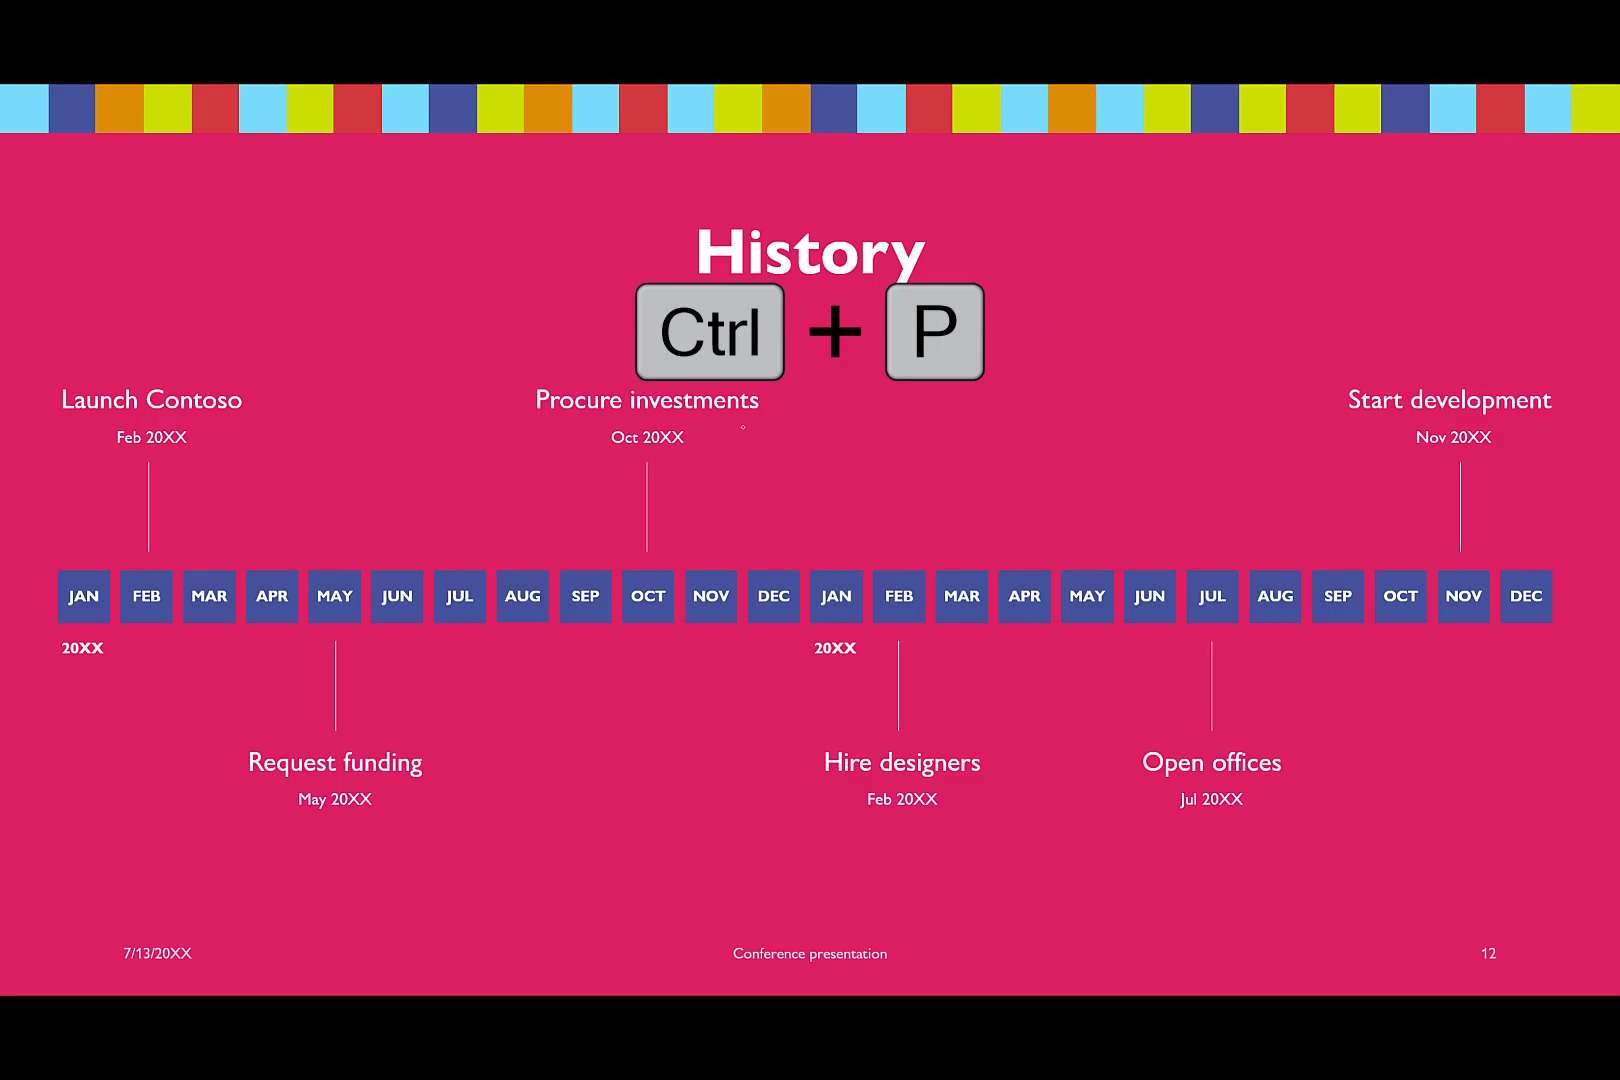 History
Ctrl + P
Launch Contoso
Feb 20XX
Procure investments
Oct 20XX
Start development
Nov 20XX
JAN FEB MAR APR MAY JUN JUL AUG SEP OCT NOV DEC JAN FEB MAR APR MAY JUN JUL AUG SEP OCT NOV DEC
20XX 20XX
Request funding
May 20XX
Hire designers
Feb 20XX
Open offices
Jul 20XX
7/13/20XX
Conference presentation
12